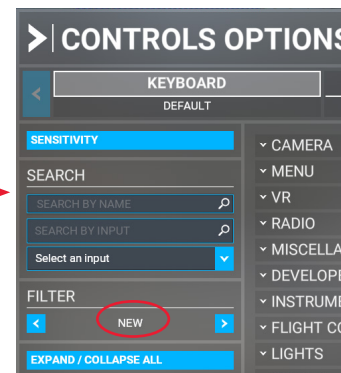 CONTROLS OPTIONS
KEYBOARD
DEFAULT
SENSITIVITY
SEARCH
SEARCH BY NAME
SEARCH BY INPUT
Select an input
FILTER
NEW
EXPAND / COLLAPSE ALL
CAMERA
MENU
VR
RADIO
MISCELLA
DEVELOPE
INSTRUME
FLIGHT CO
LIGHTS